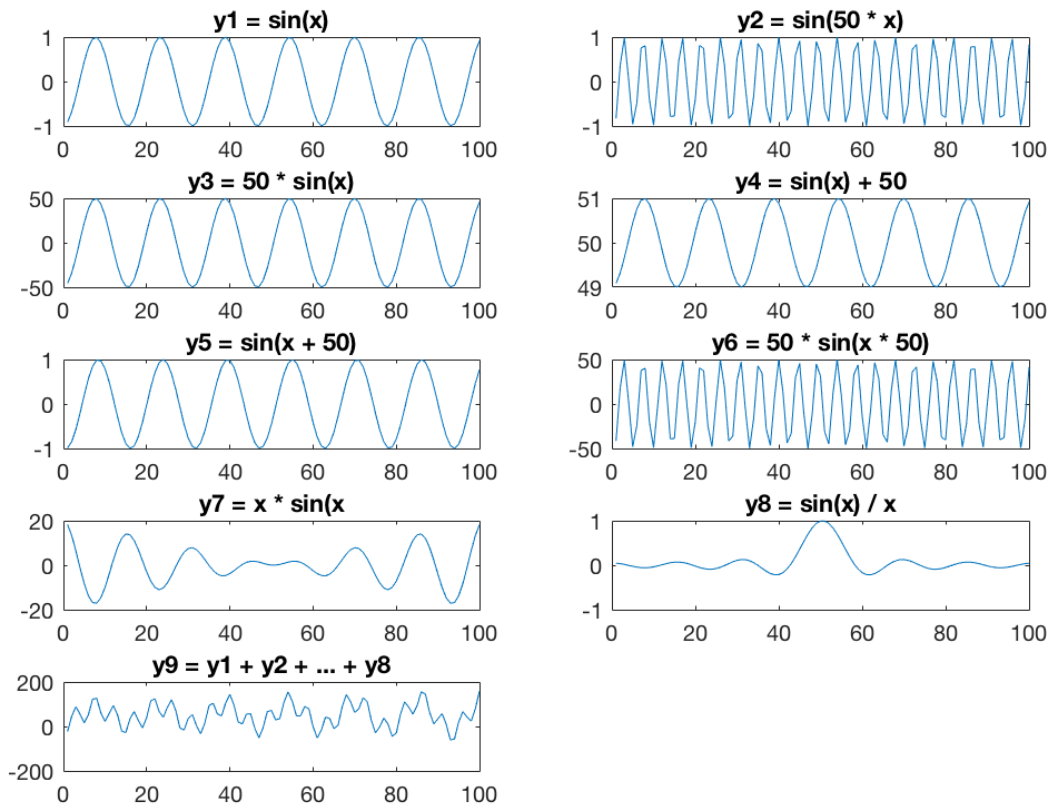 y1 = sin(x)
1
0
-1
0 20 40 60 80 100
y2 = sin(50 * x)
1
0
-1
0 20 40 60 80 100
y3 = 50 * sin(x)
50
0
-50
0 20 40 60 80 100
y4 = sin(x) + 50
51
50
49
0 20 40 60 80 100
y5 = sin(x + 50)
1
0
-1
0 20 40 60 80 100
y6 = 50 * sin(x * 50)
50
0
-50
0 20 40 60 80 100
y7 = x * sin(x
20
0
-20
0 20 40 60 80 100
y8 = sin(x) / x
1
0
-1
0 20 40 60 80 100
y9 = y1 + y2 + ... + y8
200
0
-200
0 20 40 60 80 100